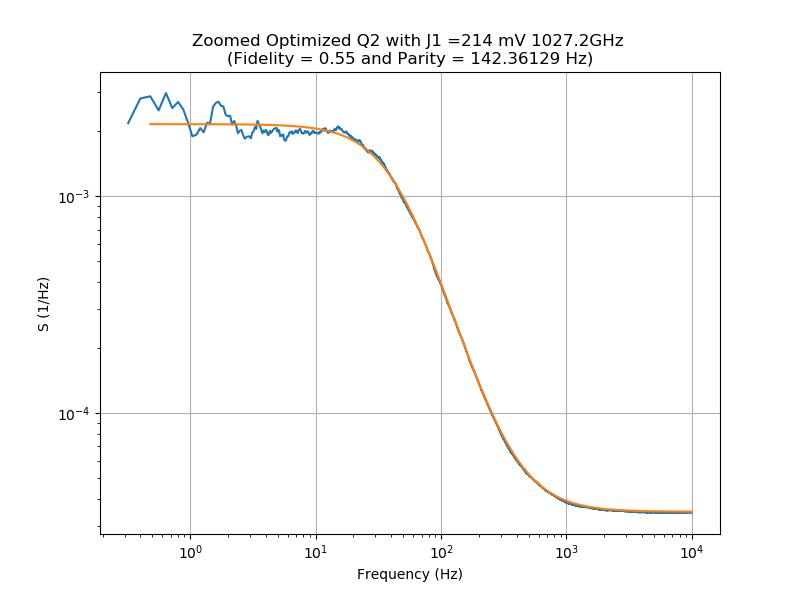 Zoomed Optimized Q2 with J1 =214 mV 1027.2GHz
(Fidelity = 0.55 and Parity = 142.36129 Hz)
S (1/Hz)
10⁻³
10⁻⁴
10⁰ 10¹ 10² 10³ 10⁴
Frequency (Hz)